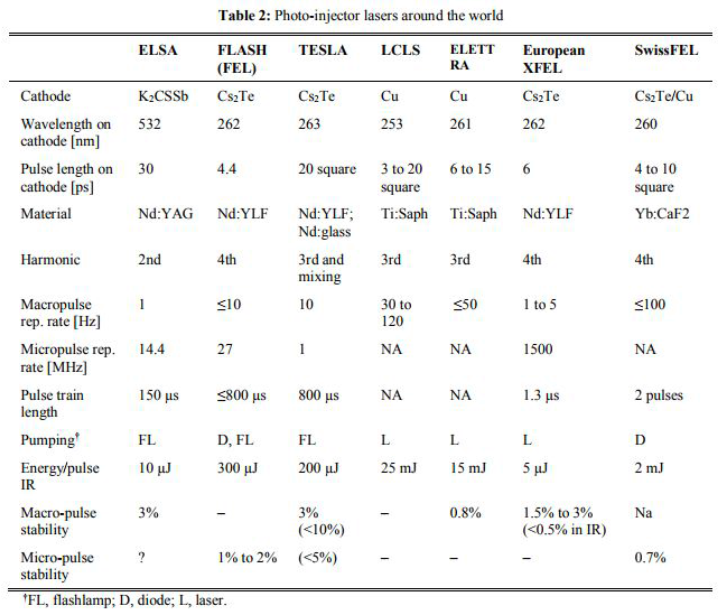 Table 2: Photo-injector lasers around the world
ELSA FLASH (FEL) TESLA LCLS ELETT RA European XFEL SwissFEL
Cathode K₂CSSb Cs₂Te Cs₂Te Cu Cu Cs₂Te Cs₂Te/Cu
Wavelength on cathode [nm] 532 262 263 253 261 262 260
Pulse length on cathode [ps] 30 4.4 20 square 3 to 20 square 6 to 15 6 4 to 10 square
Material Nd:YAG Nd:YLF Nd:YLF; Nd:glass Ti:Saph Ti:Saph Nd:YLF Yb:CaF2
Harmonic 2nd 4th 3rd and mixing 3rd 3rd 4th 4th
Macropulse rep. rate [Hz] 1 ≤10 10 30 to 120 ≤50 1 to 5 ≤100
Micropulse rep. rate [MHz] 14.4 27 1 NA NA 1500 NA
Pulse train length 150 µs ≤800 µs 800 µs NA NA 1.3 µs 2 pulses
Pumping† FL D, FL FL L L L D
Energy/pulse IR 10 µJ 300 µJ 200 µJ 25 mJ 15 mJ 5 µJ 2 mJ
Macro-pulse stability 3% – 3% (<10%) – 0.8% 1.5% to 3% (<0.5% in IR) Na
Micro-pulse stability ? 1% to 2% (<5%) – – – 0.7%
†FL, flashlamp; D, diode; L, laser.